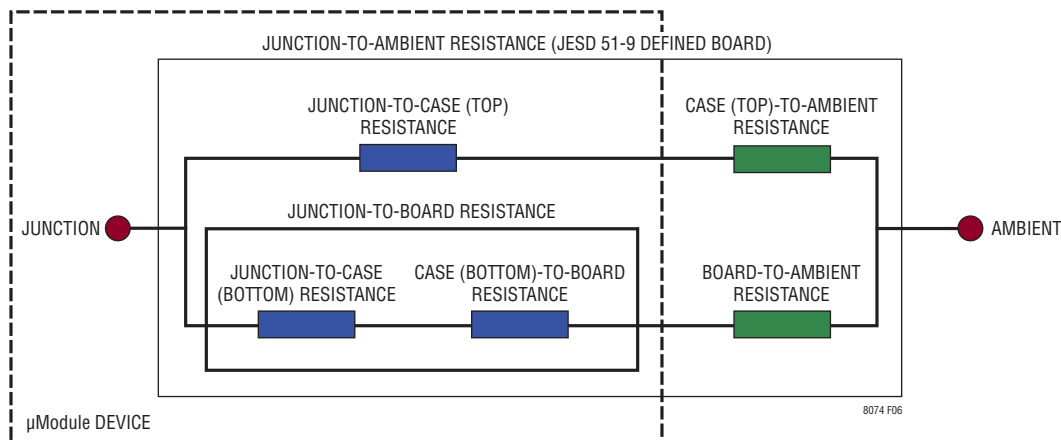 JUNCTION-TO-AMBIENT RESISTANCE (JESD 51-9 DEFINED BOARD)
JUNCTION-TO-CASE (TOP)
RESISTANCE
CASE (TOP)-TO-AMBIENT
RESISTANCE
JUNCTION
JUNCTION-TO-BOARD RESISTANCE
AMBIENT
JUNCTION-TO-CASE
(BOTTOM) RESISTANCE
CASE (BOTTOM)-TO-BOARD
RESISTANCE
BOARD-TO-AMBIENT
RESISTANCE
8074 F06
µModule DEVICE